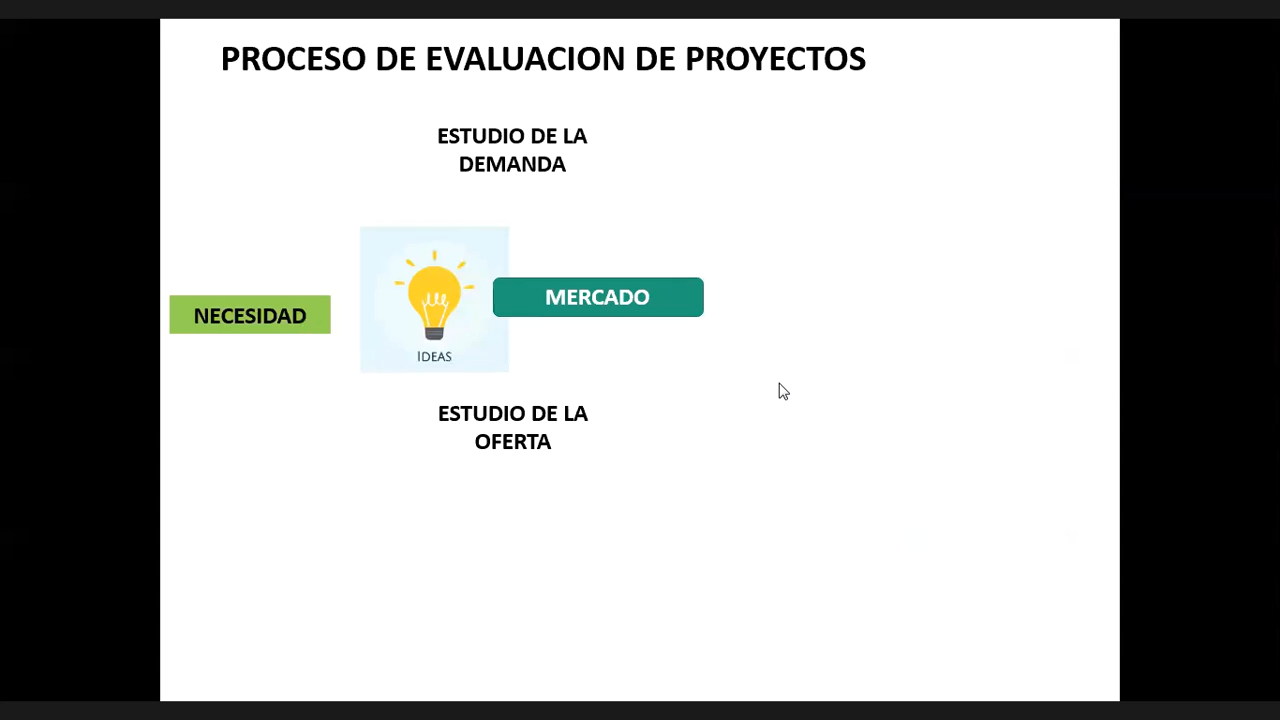 PROCESO DE EVALUACION DE PROYECTOS
ESTUDIO DE LA
DEMANDA
MERCADO
NECESIDAD
IDEAS
ESTUDIO DE LA
OFERTA